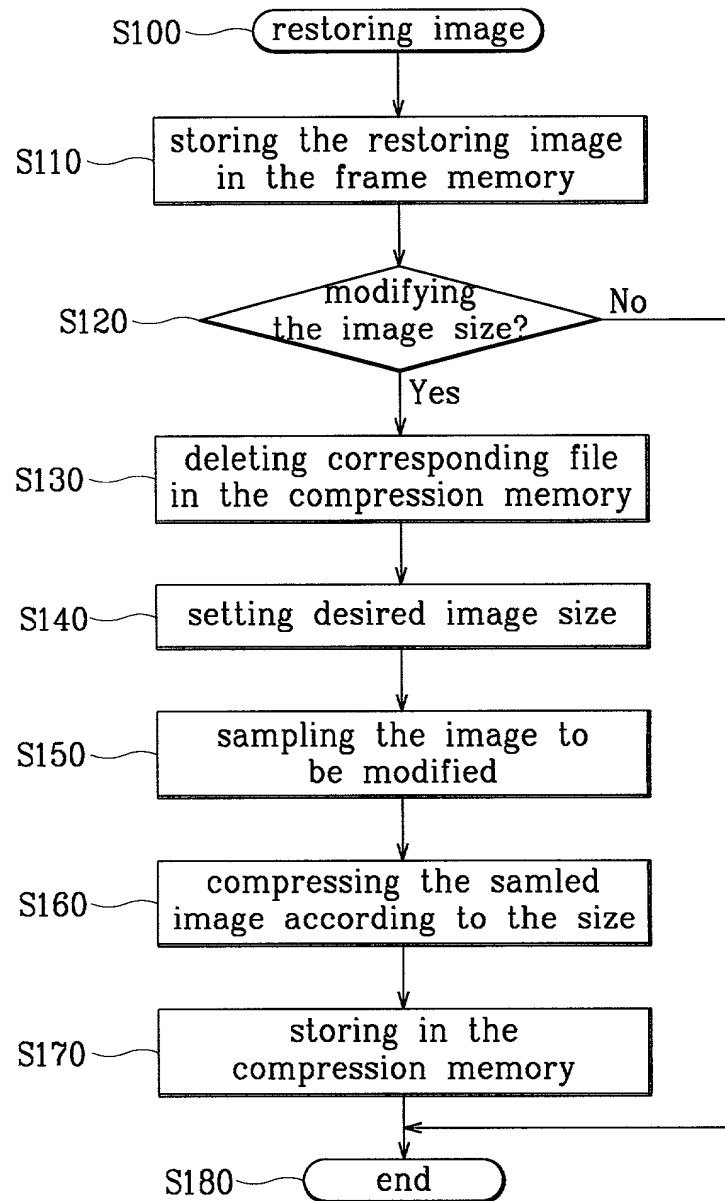 S100
restoring image
S110
storing the restoring image
in the frame memory
S120
modifying
the image size?
No
Yes
S130
deleting corresponding file
in the compression memory
S140
setting desired image size
S150
sampling the image to
be modified
S160
compressing the samled
image according to the size
S170
storing in the
compression memory
S180
end